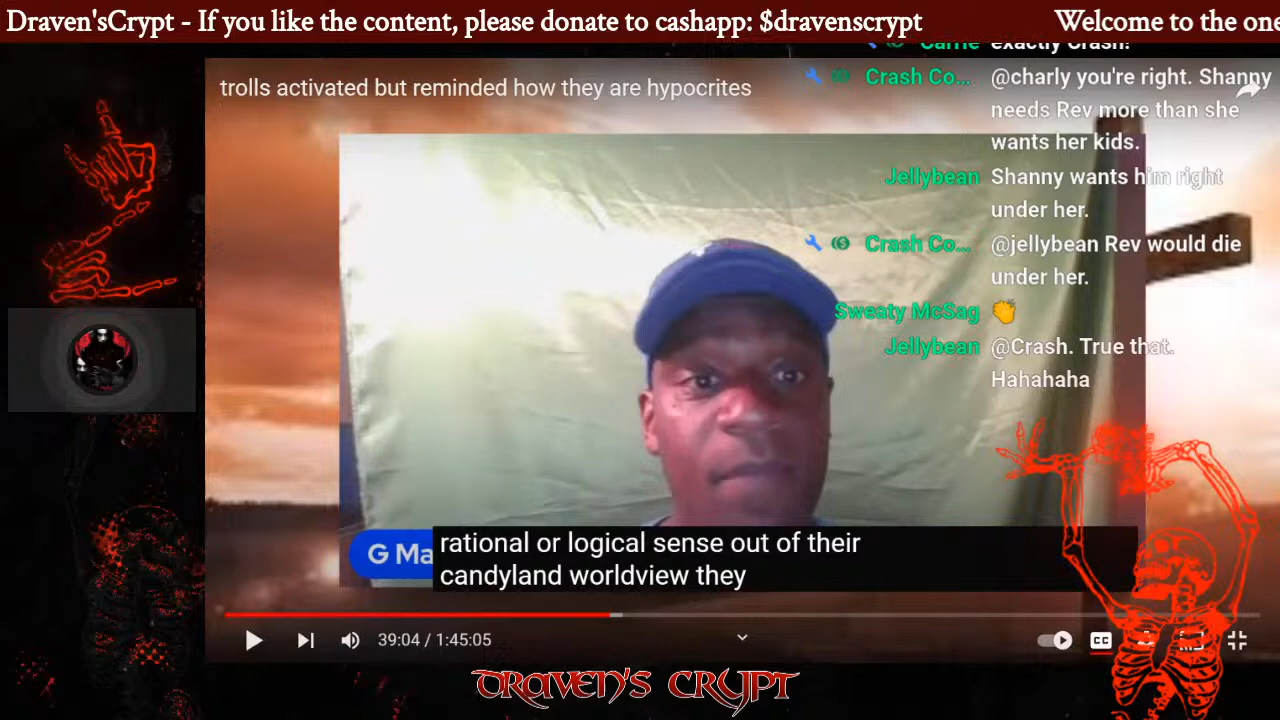 Draven'sCrypt - If you like the content, please donate to cashapp: $dravenscrypt
Welcome to the one
trolls activated but reminded how they are hypocrites
Carrie exactly Crash!
Crash Co... @charly you're right. Shanny
needs Rev more than she
wants her kids.
Jellybean Shanny wants him right
under her.
Crash Co... @jellybean Rev would die
under her.
Sweaty McSag 👏
Jellybean @Crash. True that.
Hahahaha
G Ma
rational or logical sense out of their
candyland worldview they
39:04 / 1:45:05
CC
DRAVEN'S CRYPT